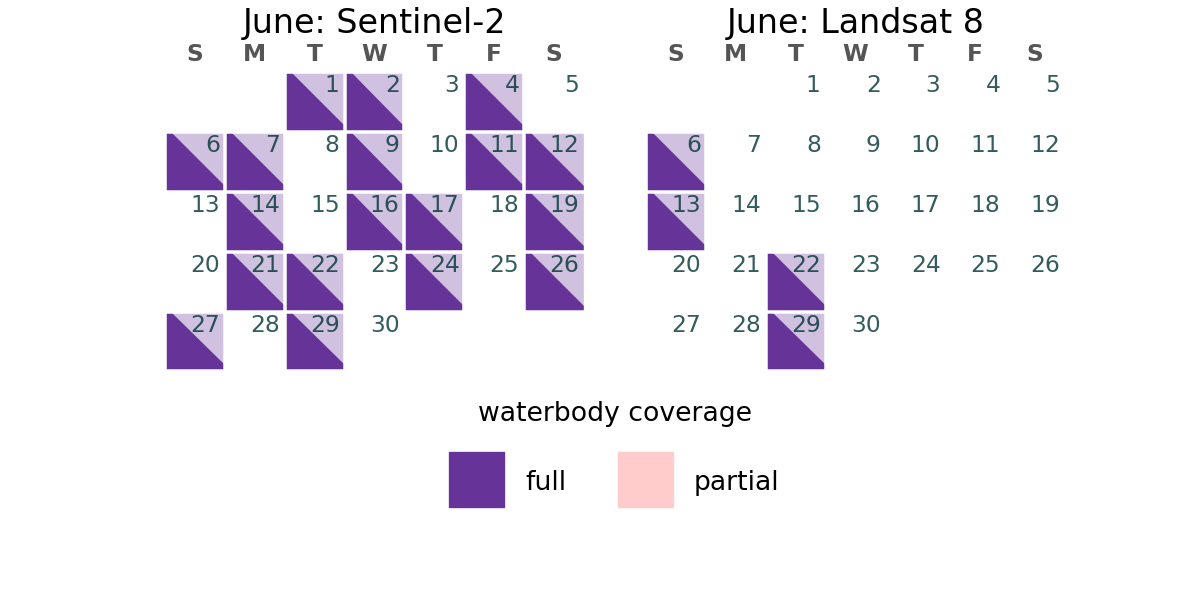 June: Sentinel-2
S M T W T F S
1 2 3 4 5
6 7 8 9 10 11 12
13 14 15 16 17 18 19
20 21 22 23 24 25 26
27 28 29 30
June: Landsat 8
S M T W T F S
1 2 3 4 5
6 7 8 9 10 11 12
13 14 15 16 17 18 19
20 21 22 23 24 25 26
27 28 29 30
waterbody coverage
full partial